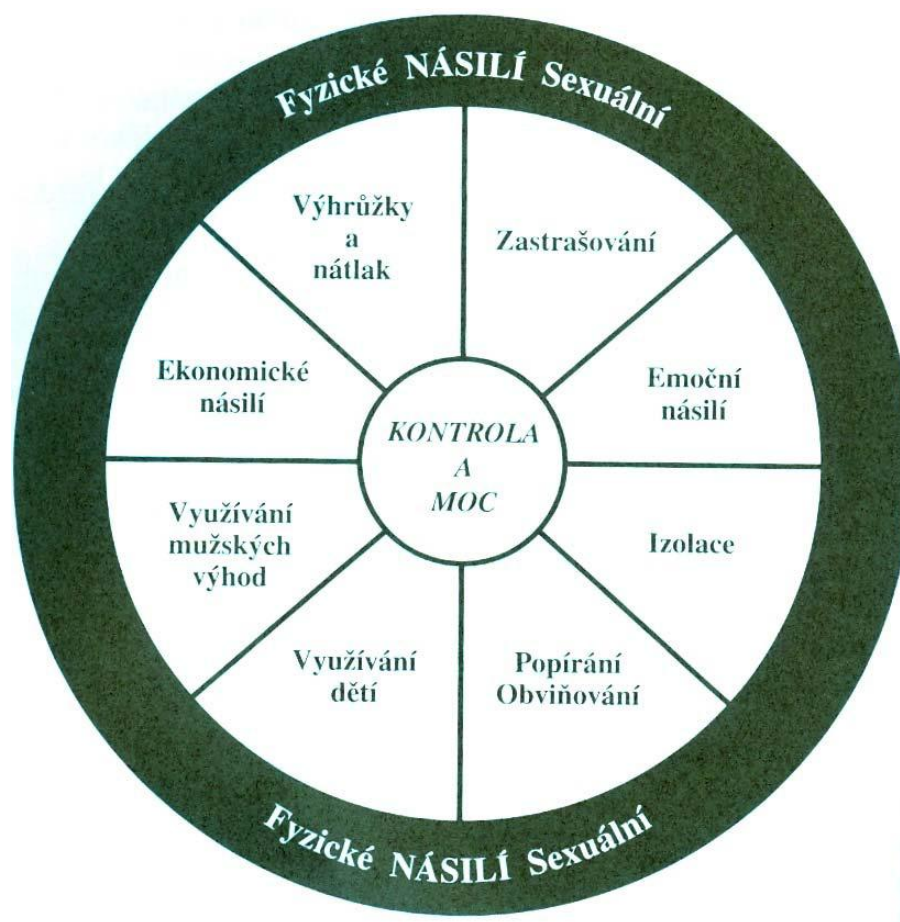 Fyzické NÁSILÍ Sexuální
Výhrůžky
a
nátlak
Zastrašování
Ekonomické
násilí
Emoční
násilí
KONTROLA
A
MOC
Využívání
mužských
výhod
Izolace
Využívání
dětí
Popírání
Obviňování
Fyzické NÁSILÍ Sexuální